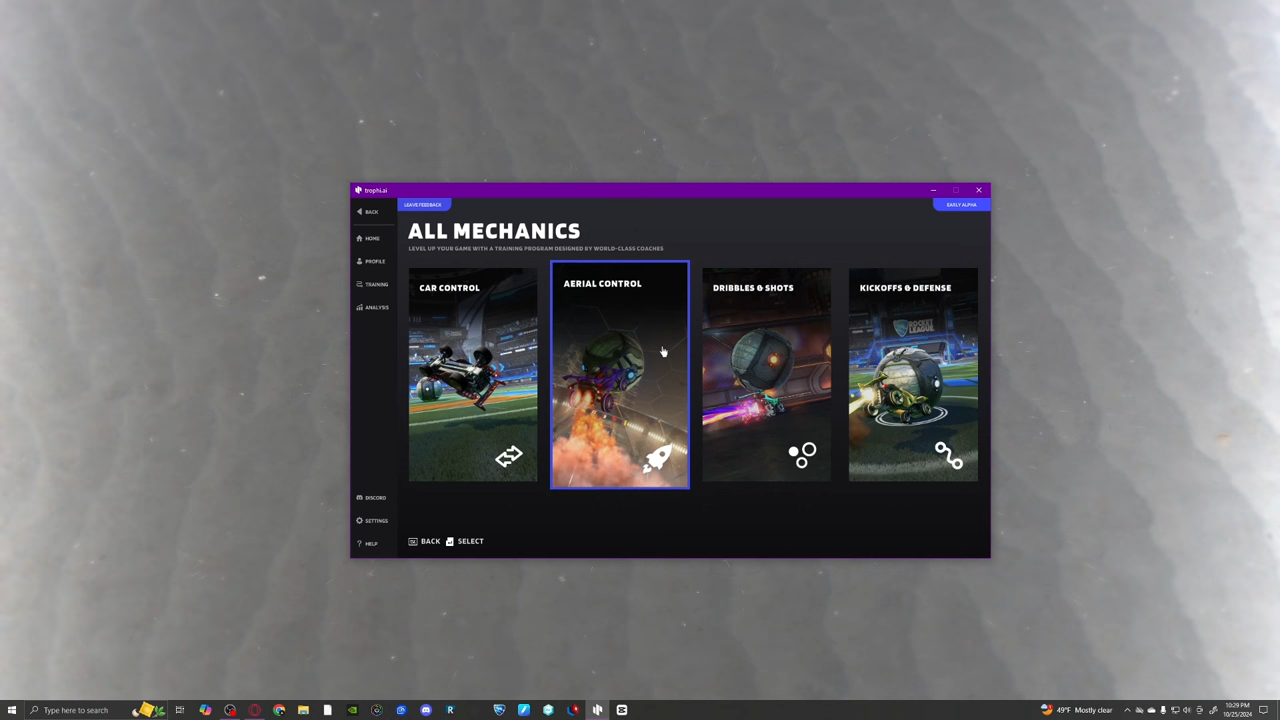 trophi.ai
BACK
LEAVE FEEDBACK
EARLY ALPHA
HOME
PROFILE
TRAINING
ANALYSIS
DISCORD
SETTINGS
HELP
ALL MECHANICS
LEVEL UP YOUR GAME WITH A TRAINING PROGRAM DESIGNED BY WORLD-CLASS COACHES
CAR CONTROL
AERIAL CONTROL
DRIBBLES & SHOTS
KICKOFFS & DEFENSE
ROCKET
LEAGUE
BACK
SELECT
Type here to search
49°F Mostly clear
10:29 PM
10/25/2024